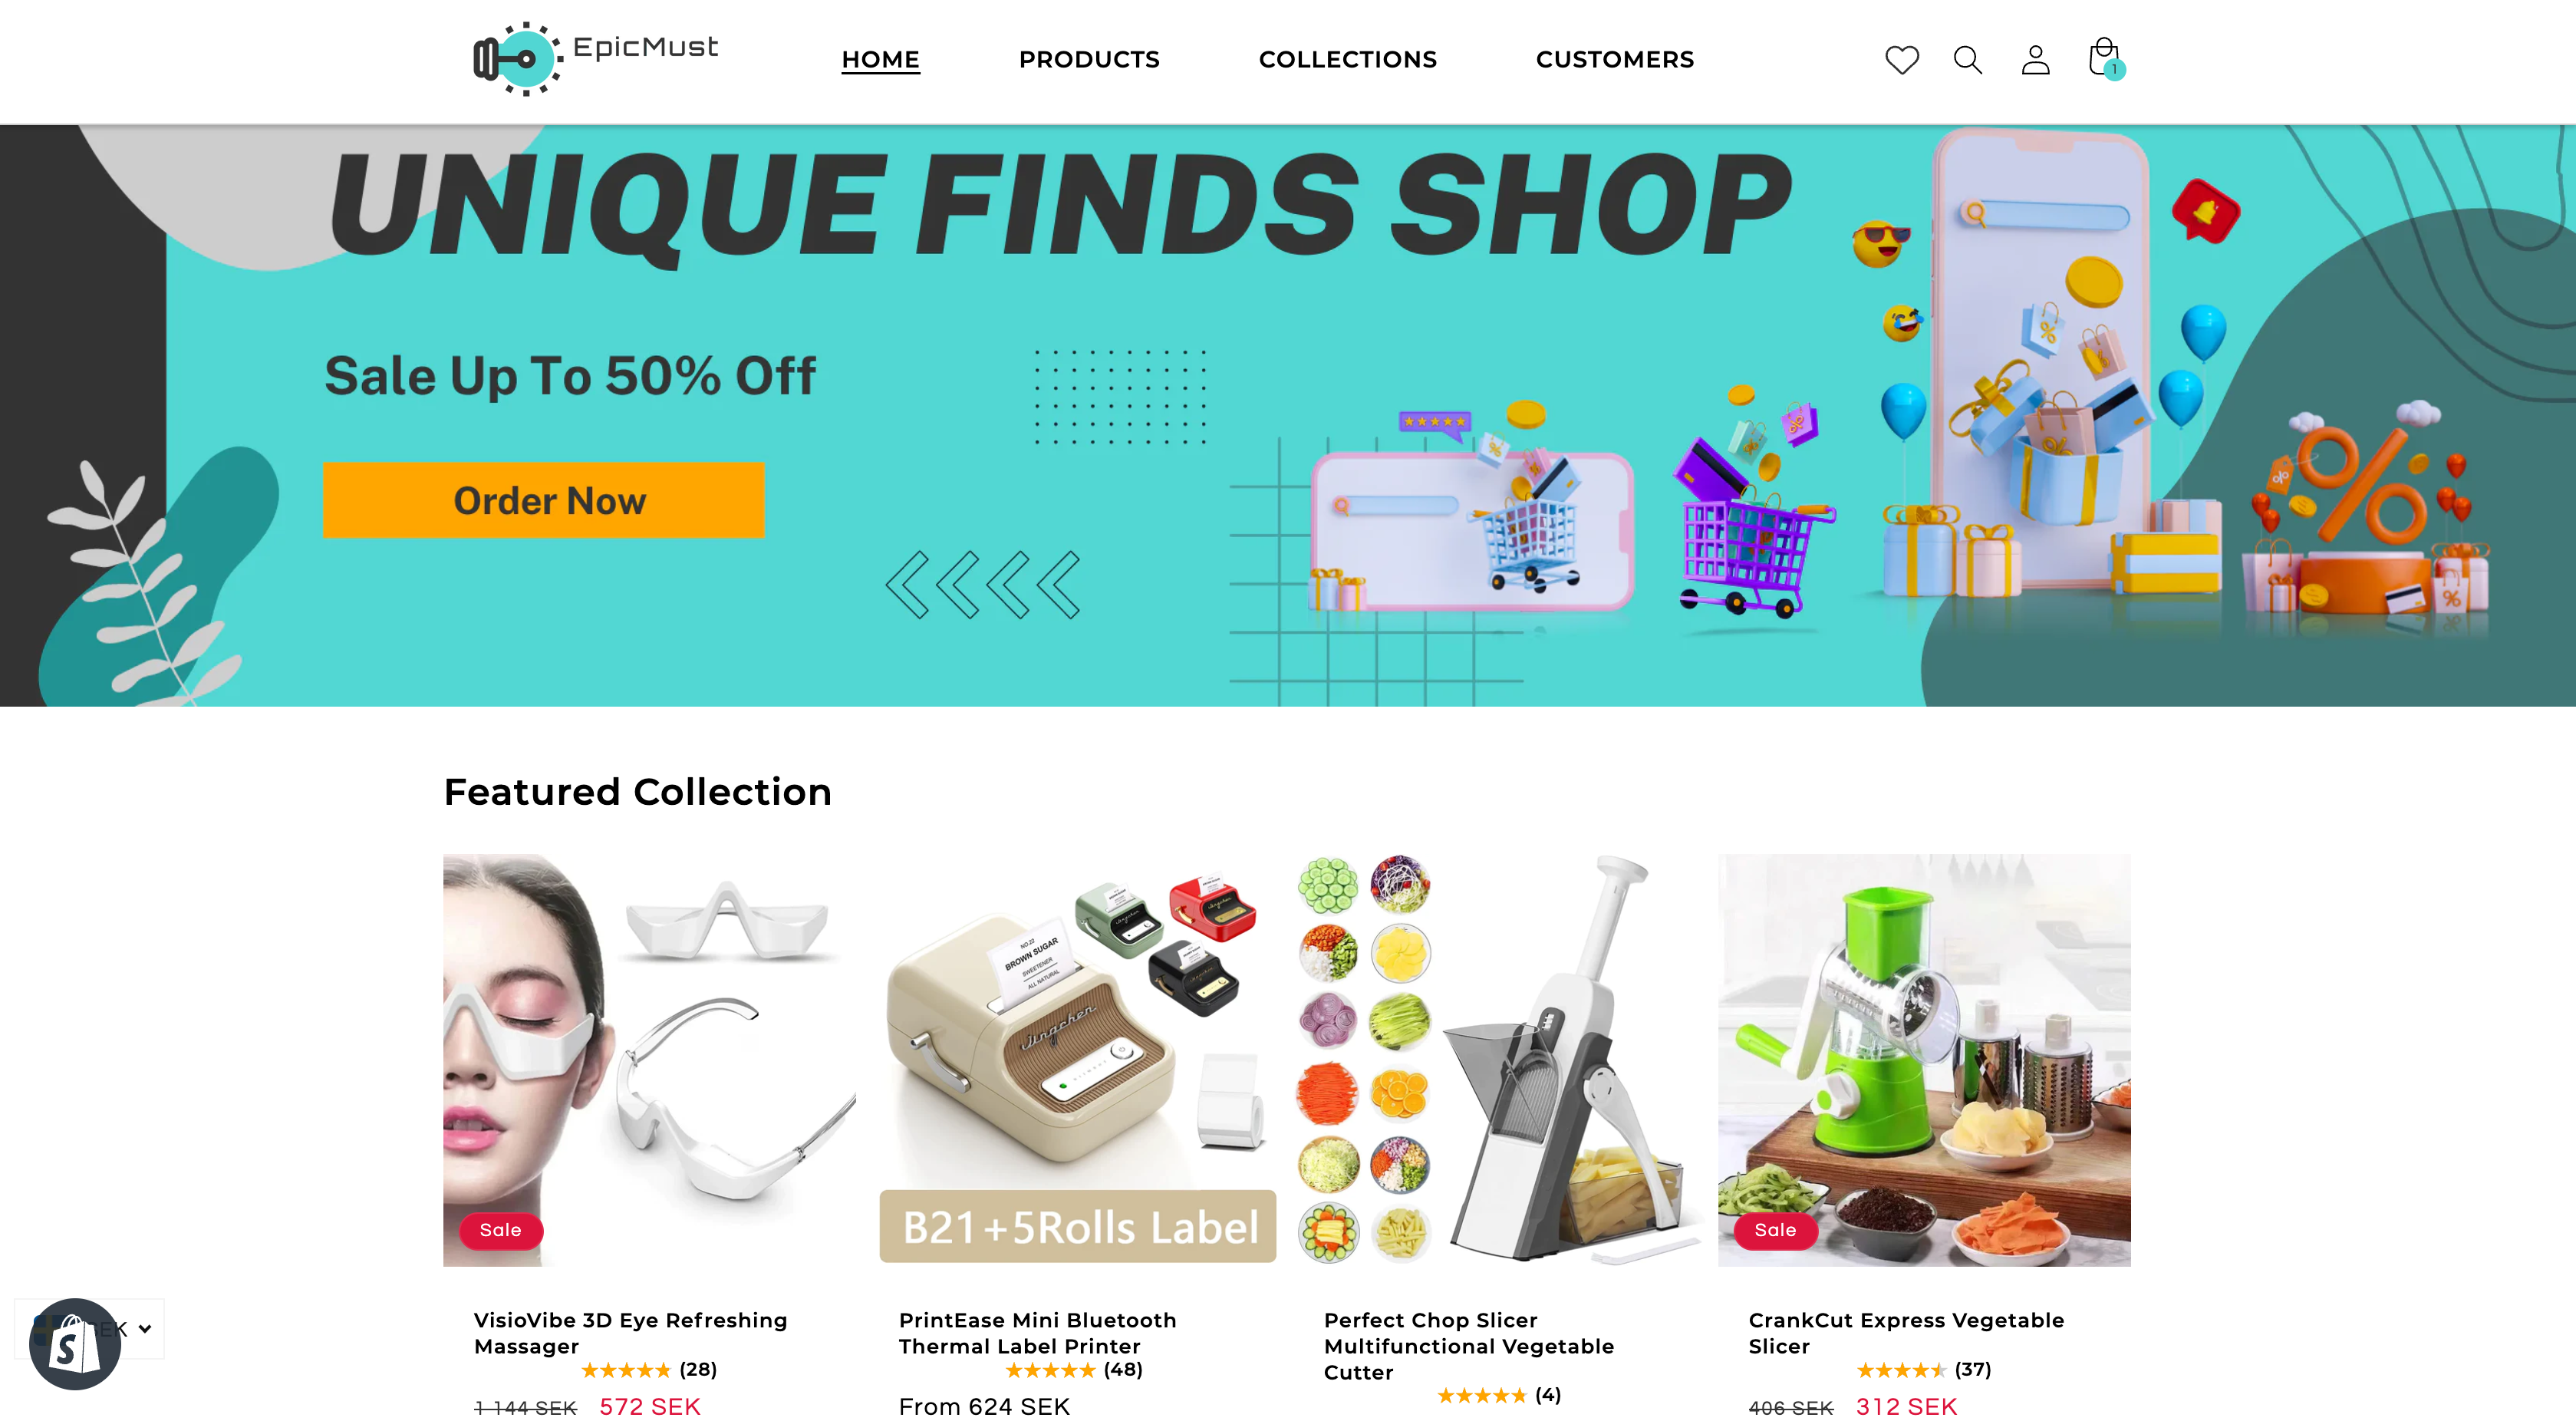 EpicMust
HOME PRODUCTS COLLECTIONS CUSTOMERS
1
UNIQUE FINDS SHOP
Sale Up To 50% Off
Order Now
Featured Collection
NO.22
BROWN SUGAR
SWEETENER
ALL NATURAL
Jingchen
B21+5Rolls Label
Sale
Sale
SEK
VisioVibe 3D Eye Refreshing
Massager
(28)
1 144 SEK 572 SEK
PrintEase Mini Bluetooth
Thermal Label Printer
(48)
From 624 SEK
Perfect Chop Slicer
Multifunctional Vegetable
Cutter
(4)
CrankCut Express Vegetable
Slicer
(37)
406 SEK 312 SEK